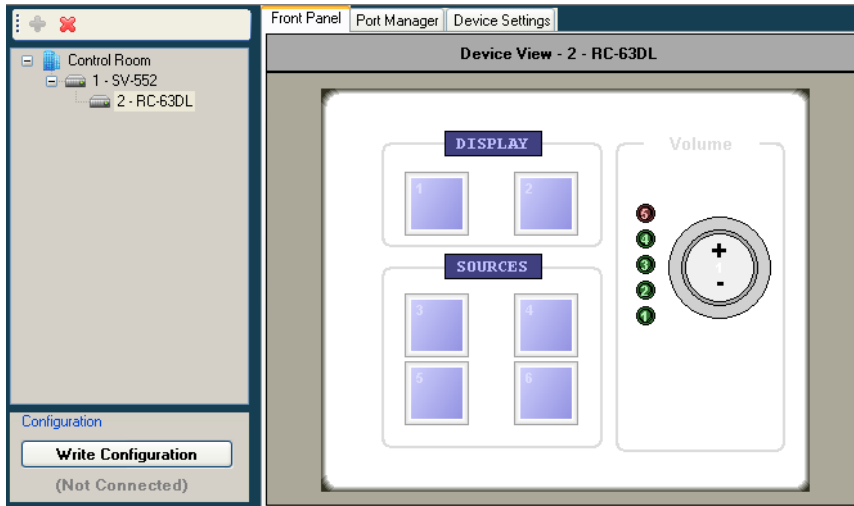 Front Panel Port Manager Device Settings
Control Room
1 - SV-552
2 - RC-63DL
Device View - 2 - RC-63DL
DISPLAY
1 2
SOURCES
3 4
5 6
Volume
5
4
3
2
1
+
1
-
Configuration
Write Configuration
(Not Connected)